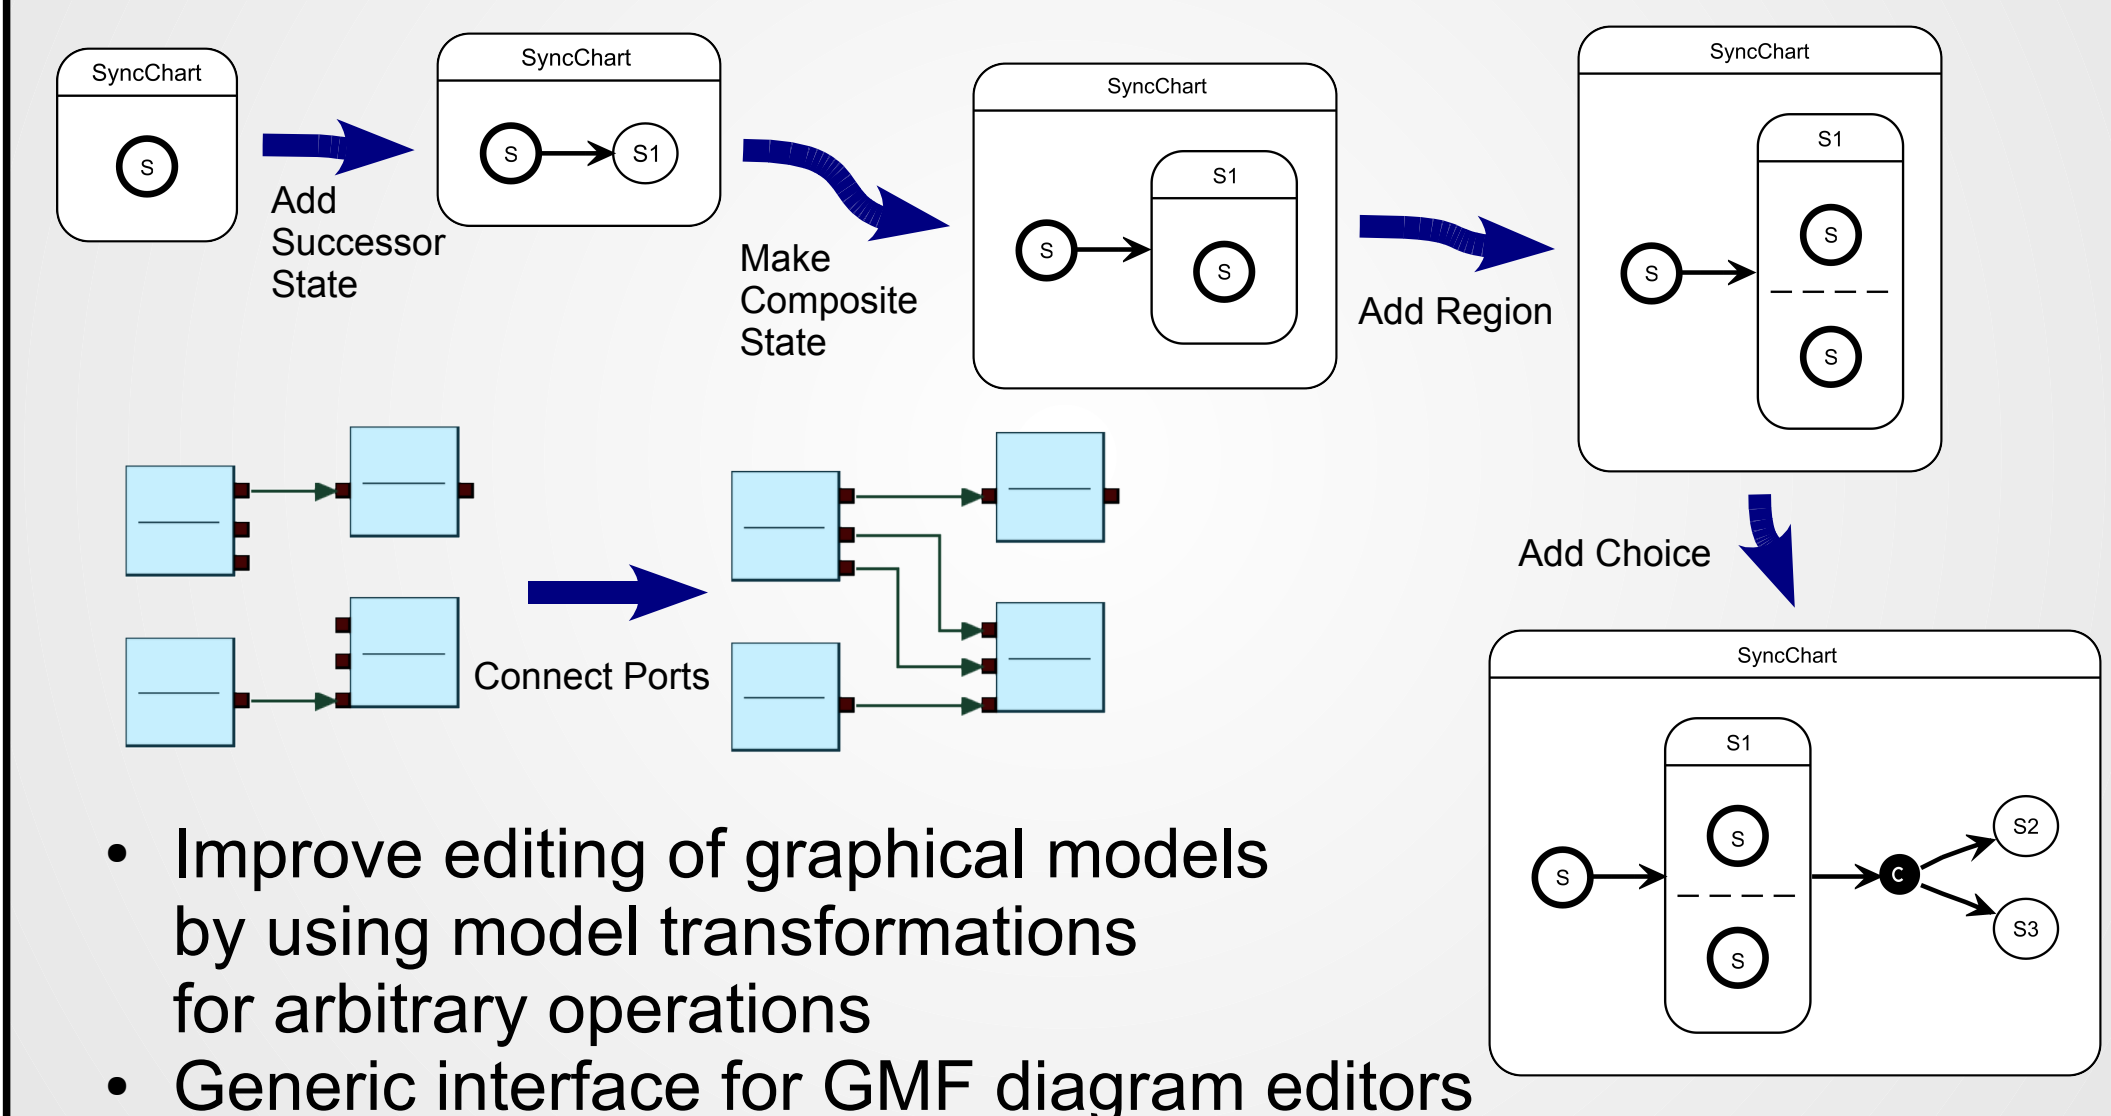 SyncChart
S
Add
Successor
State
SyncChart
S
S1
Make
Composite
State
SyncChart
S
S1
S
Add Region
SyncChart
S
S1
S
S
Add Choice
Connect Ports
SyncChart
S
S1
S
S
C
S2
S3
• Improve editing of graphical models
by using model transformations
for arbitrary operations
• Generic interface for GMF diagram editors